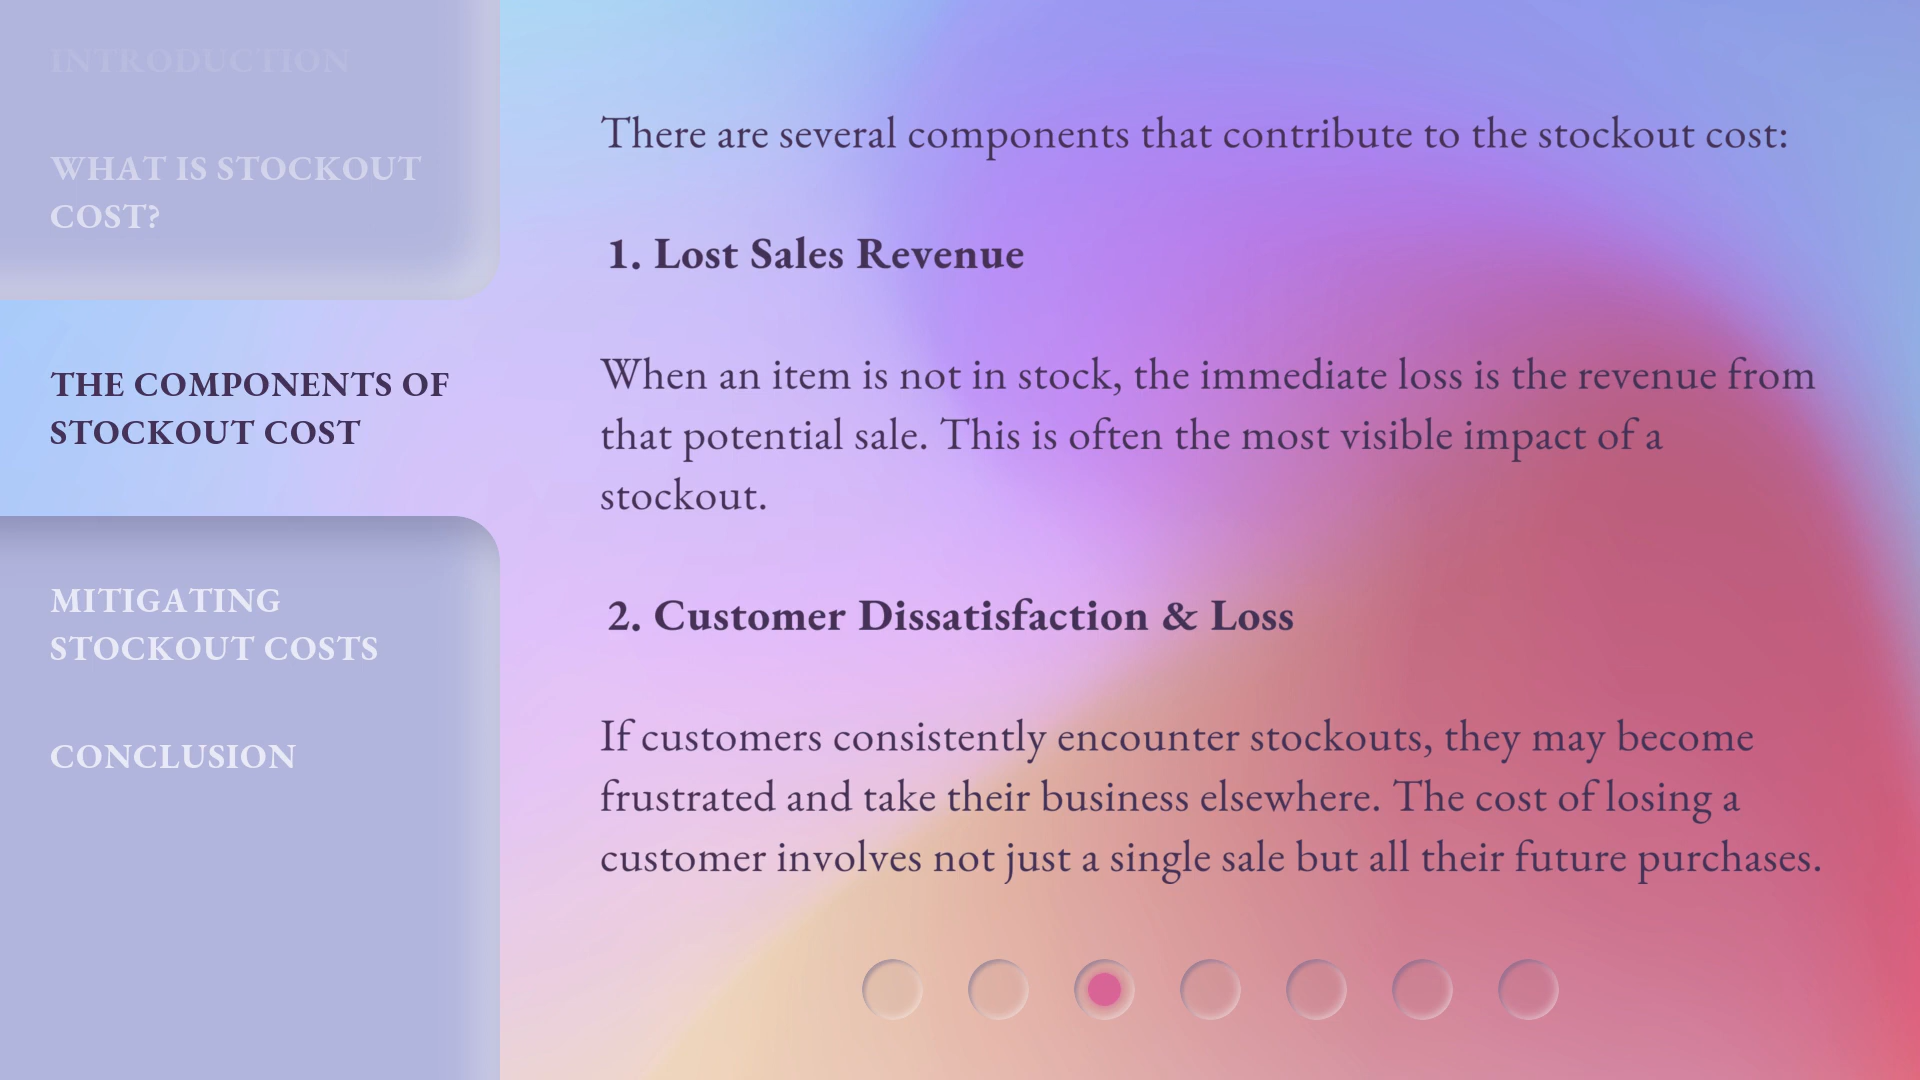 INTRODUCTION
WHAT IS STOCKOUT
COST?
THE COMPONENTS OF
STOCKOUT COST
MITIGATING
STOCKOUT COSTS
CONCLUSION
There are several components that contribute to the stockout cost:
1. Lost Sales Revenue
When an item is not in stock, the immediate loss is the revenue from
that potential sale. This is often the most visible impact of a
stockout.
2. Customer Dissatisfaction & Loss
If customers consistently encounter stockouts, they may become
frustrated and take their business elsewhere. The cost of losing a
customer involves not just a single sale but all their future purchases.